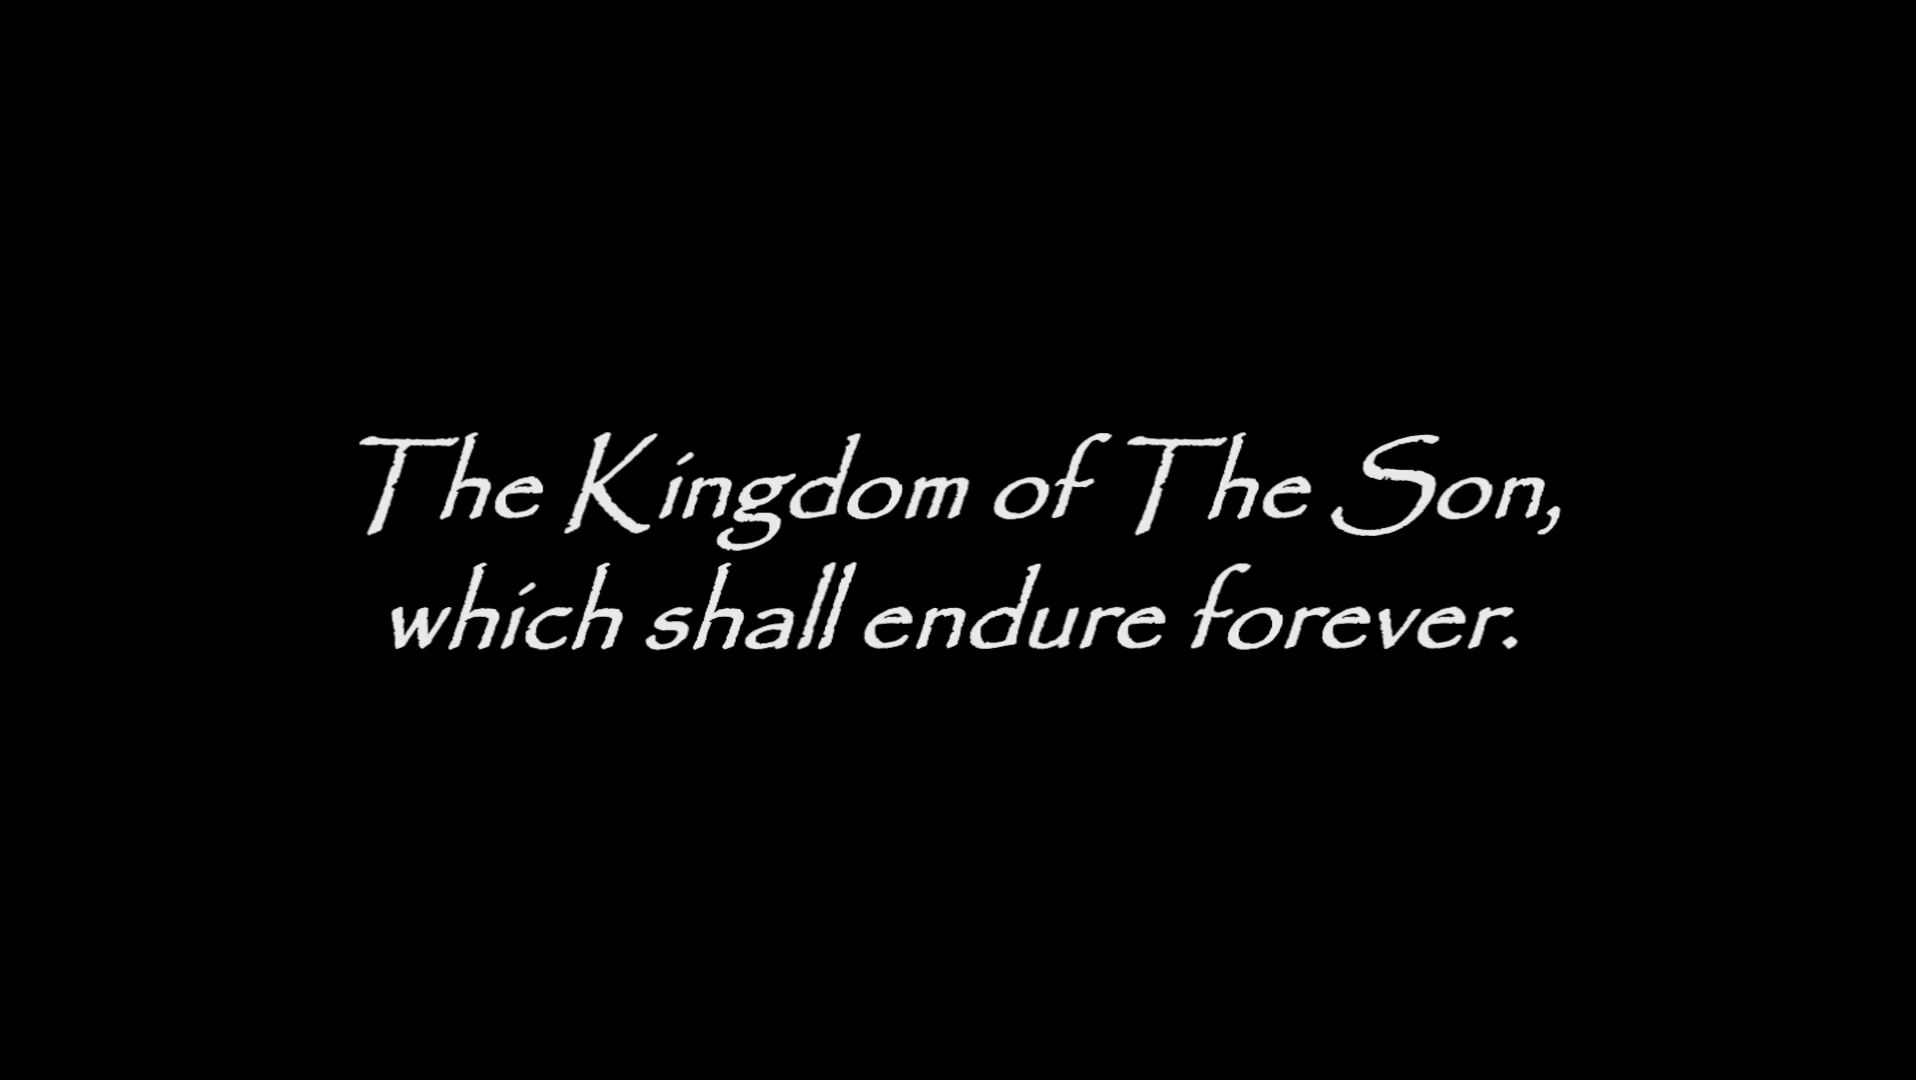 The Kingdom of The Son,
which shall endure forever.